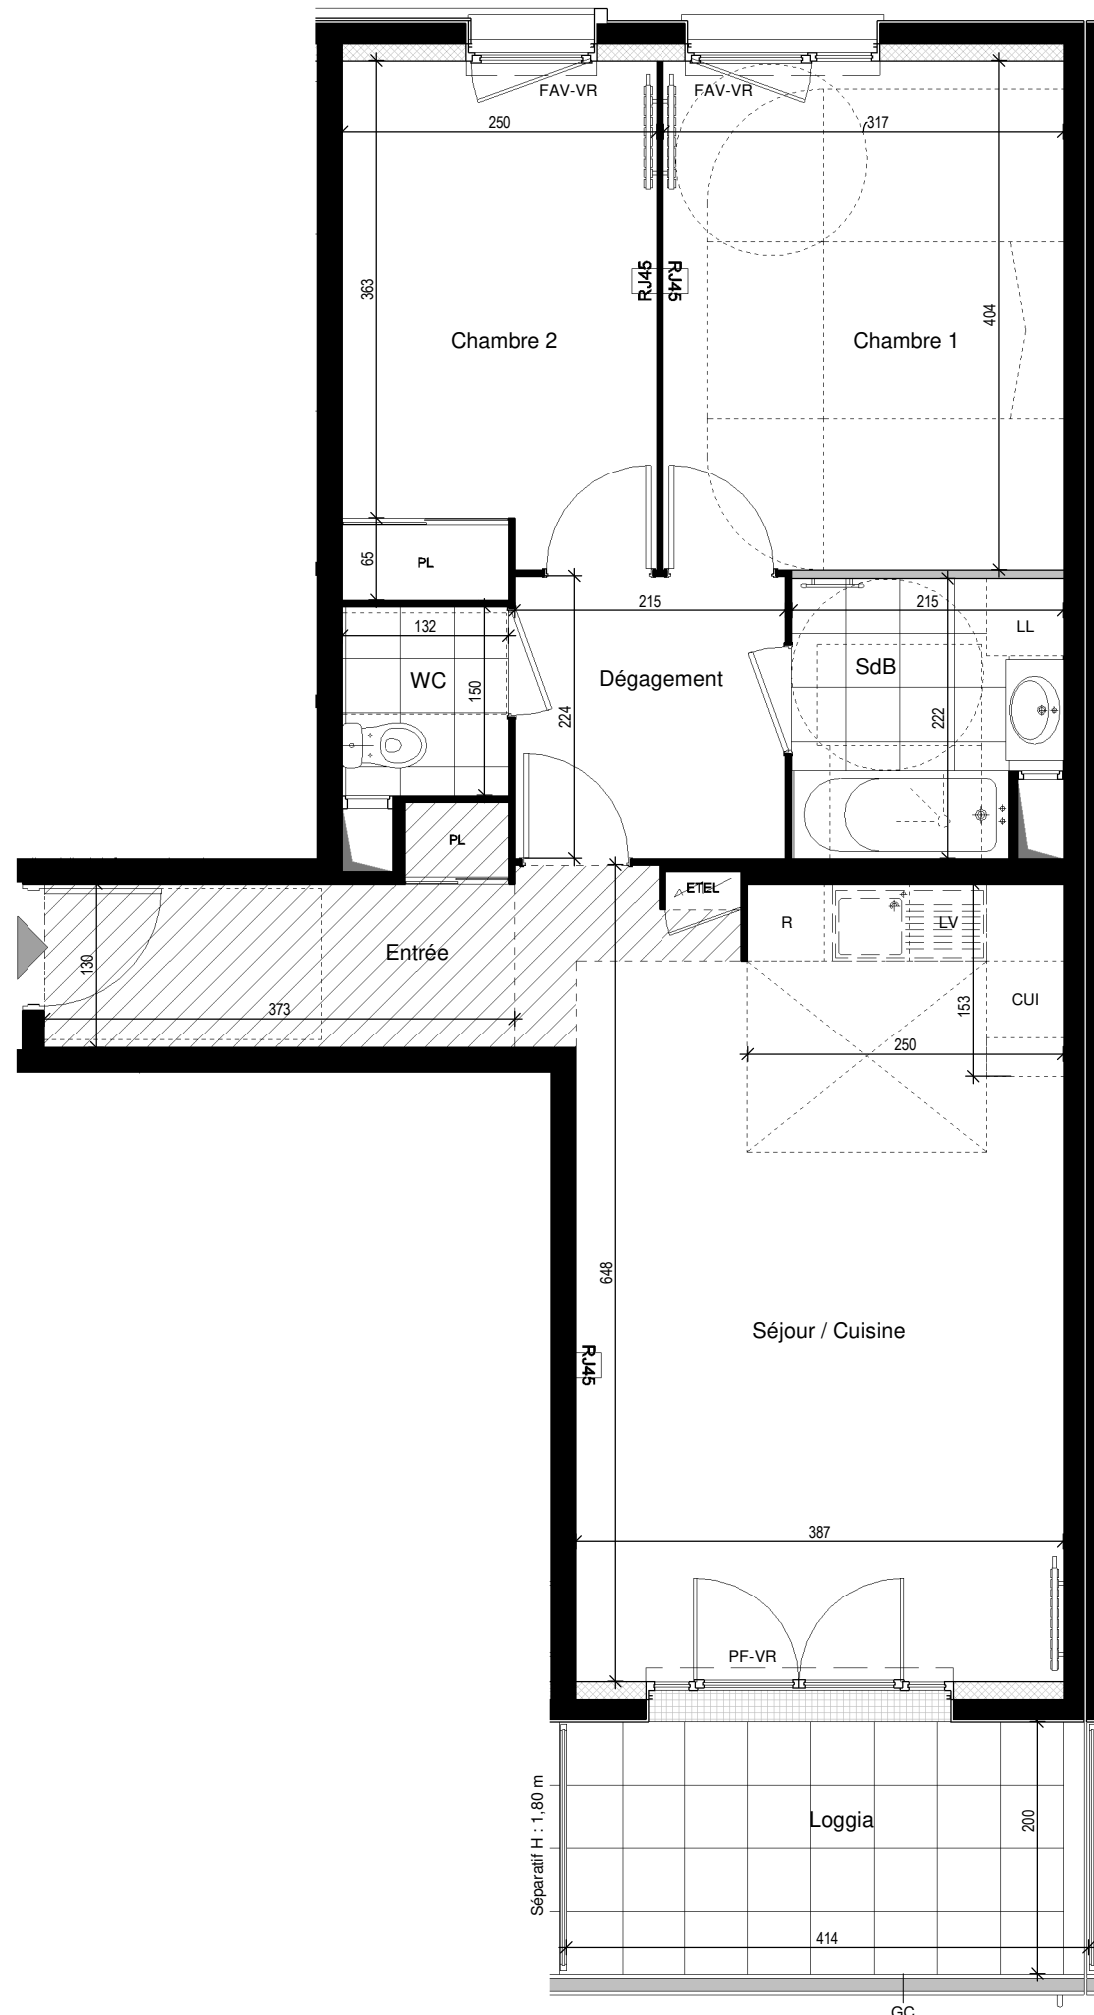 FAV-VR
FAV-VR
250
317
363
RJ45
RJ45
404
Chambre 2
Chambre 1
65
PL
215
215
132
LL
WC
150
Dégagement
SdB
224
222
PL
ETEL
R
LV
Entrée
130
373
153
CUI
250
648
Séjour / Cuisine
RJ45
387
PF-VR
Séparatif H : 1,80 m
Loggia
200
414
GC